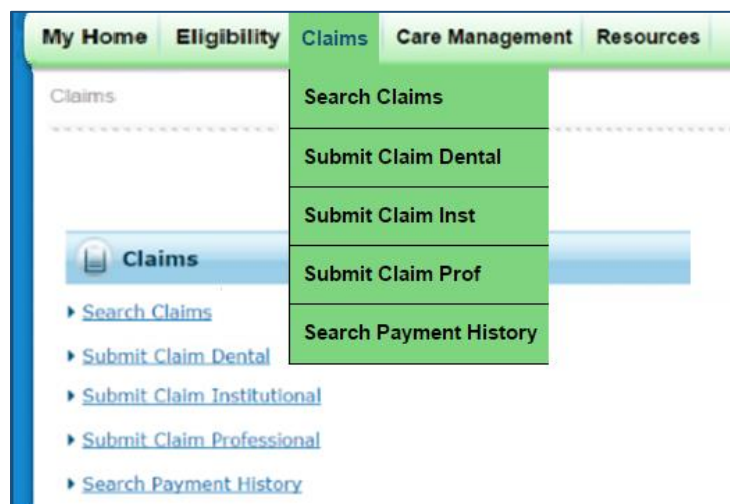 My Home Eligibility Claims Care Management Resources
Claims
Search Claims
Submit Claim Dental
Submit Claim Inst
Submit Claim Prof
Search Payment History
Claims
Search Claims
Submit Claim Dental
Submit Claim Institutional
Submit Claim Professional
Search Payment History